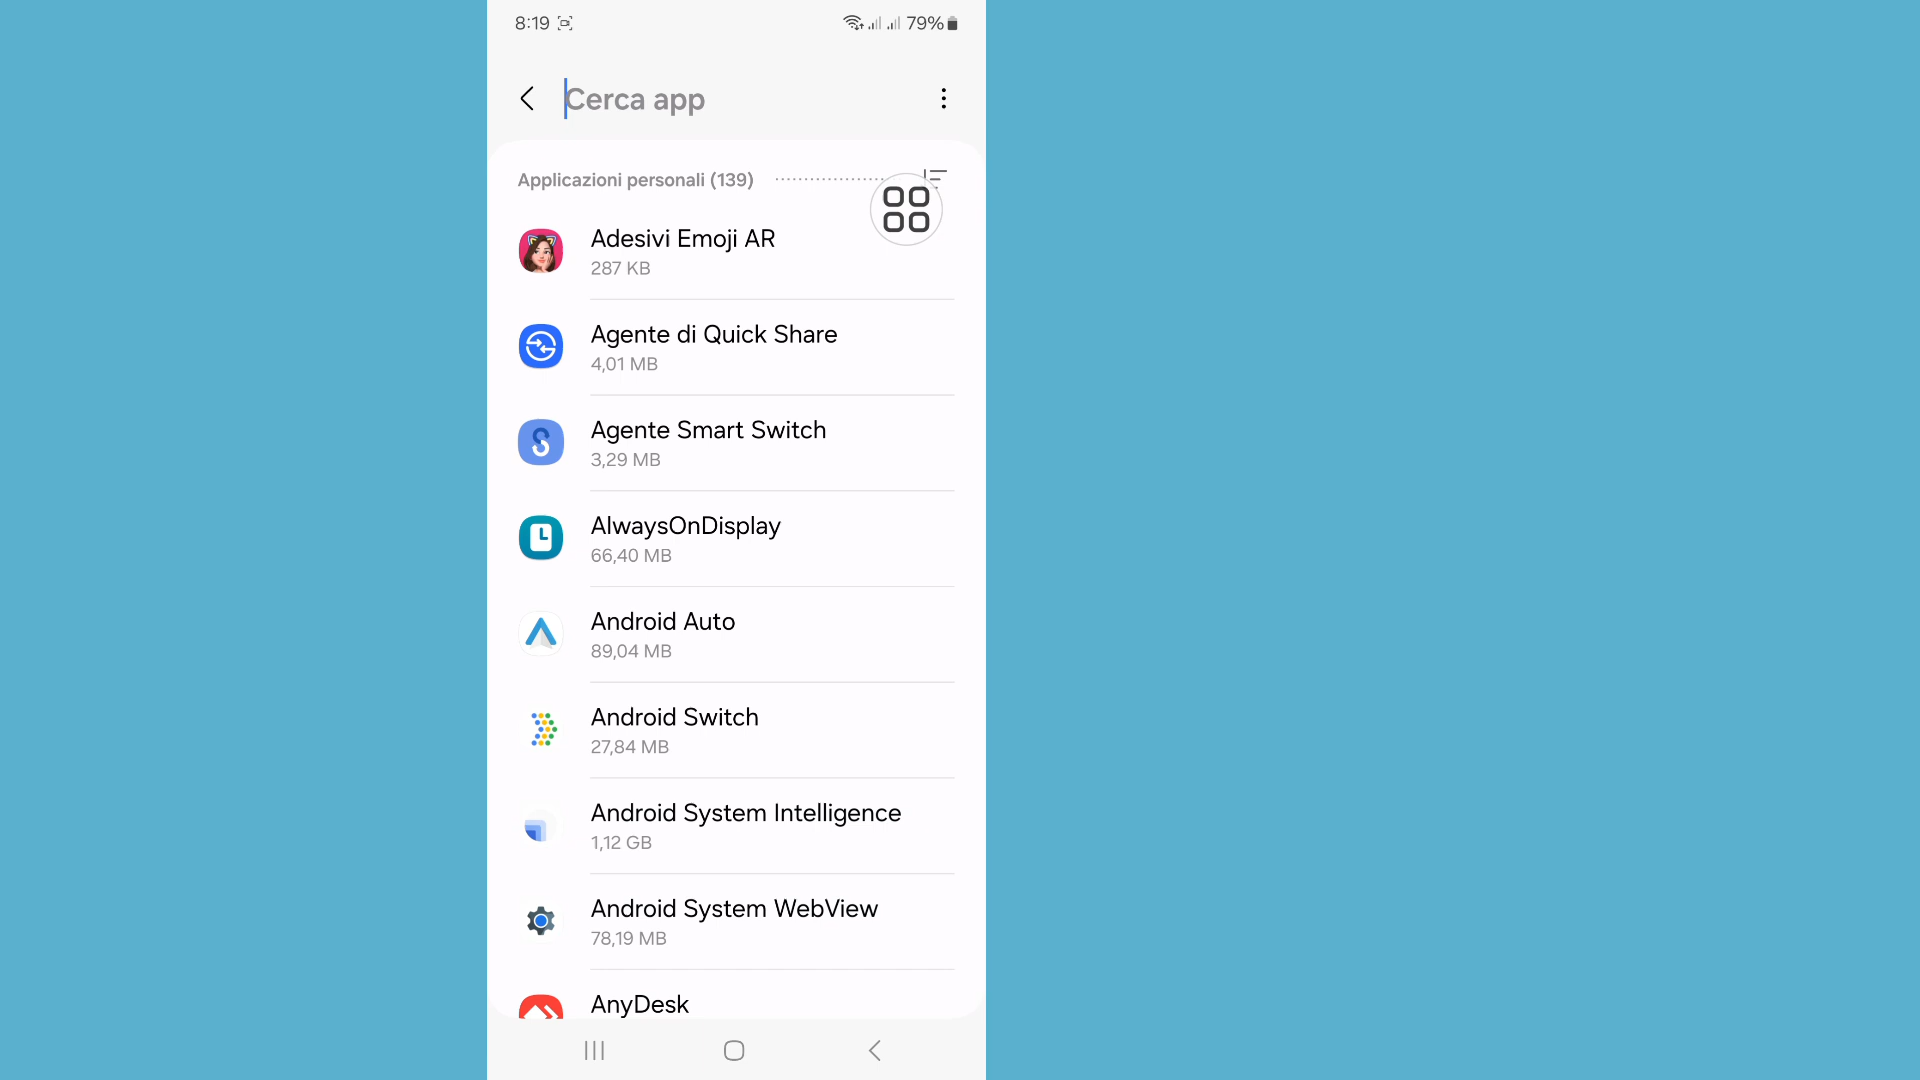 8:19
79%
Cerca app
Applicazioni personali (139)
Adesivi Emoji AR
287 KB
Agente di Quick Share
4,01 MB
Agente Smart Switch
3,29 MB
AlwaysOnDisplay
66,40 MB
Android Auto
89,04 MB
Android Switch
27,84 MB
Android System Intelligence
1,12 GB
Android System WebView
78,19 MB
AnyDesk